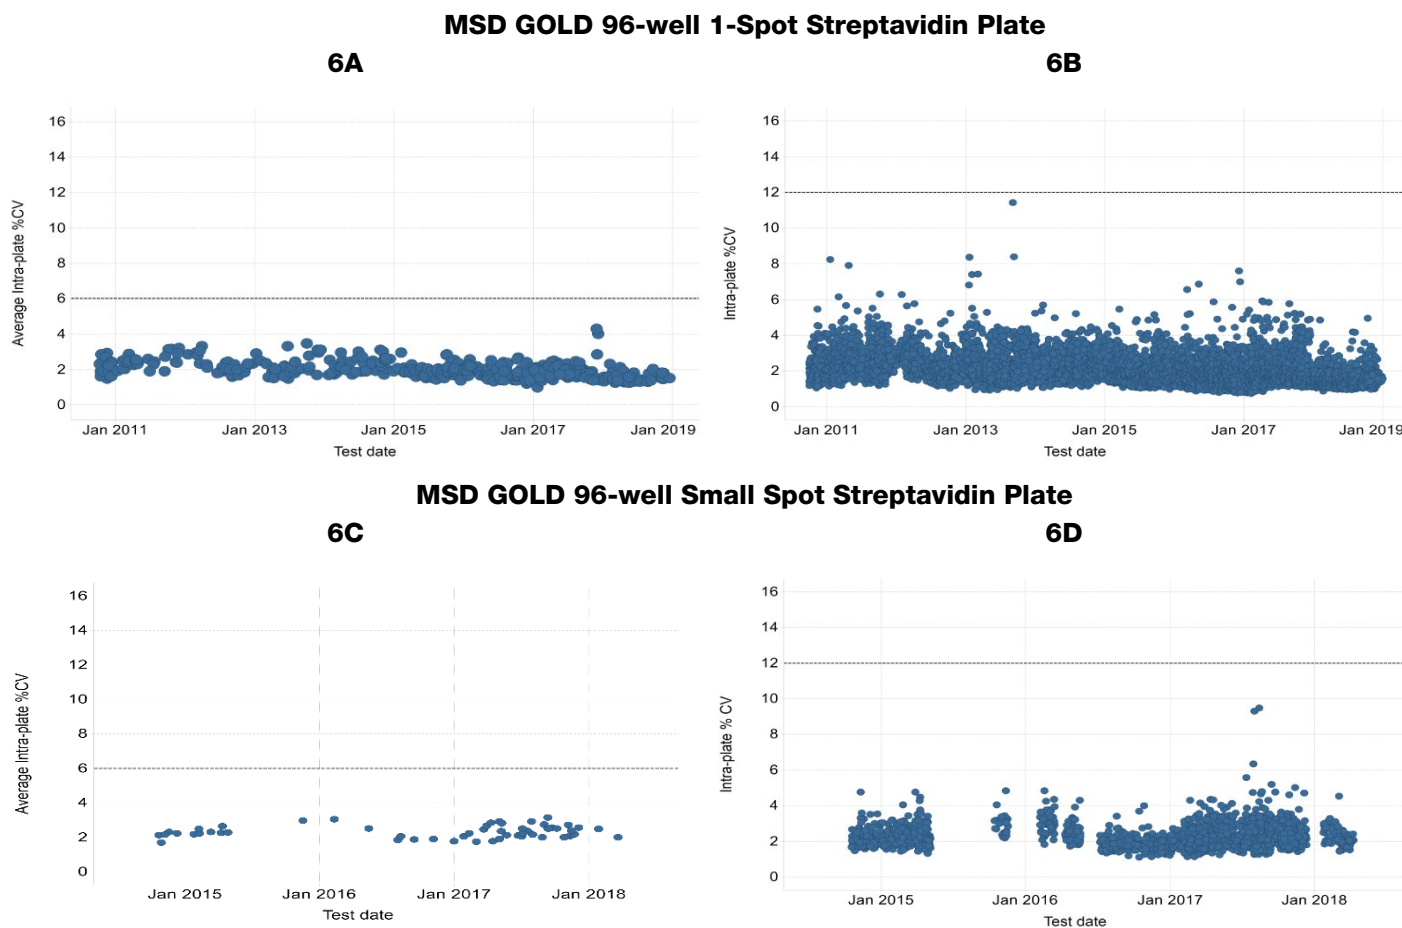 MSD GOLD 96-well 1-Spot Streptavidin Plate
6A
6B
Average Intra-plate %CV
16
14
12
10
8
6
4
2
0
Jan 2011
Jan 2013
Jan 2015
Jan 2017
Jan 2019
Test date
Intra-plate %CV
16
14
12
10
8
6
4
2
0
Jan 2011
Jan 2013
Jan 2015
Jan 2017
Jan 2019
Test date
MSD GOLD 96-well Small Spot Streptavidin Plate
6C
6D
Average Intra-plate %CV
16
14
12
10
8
6
4
2
0
Jan 2015
Jan 2016
Jan 2017
Jan 2018
Test date
Intra-plate % CV
16
14
12
10
8
6
4
2
0
Jan 2015
Jan 2016
Jan 2017
Jan 2018
Test date